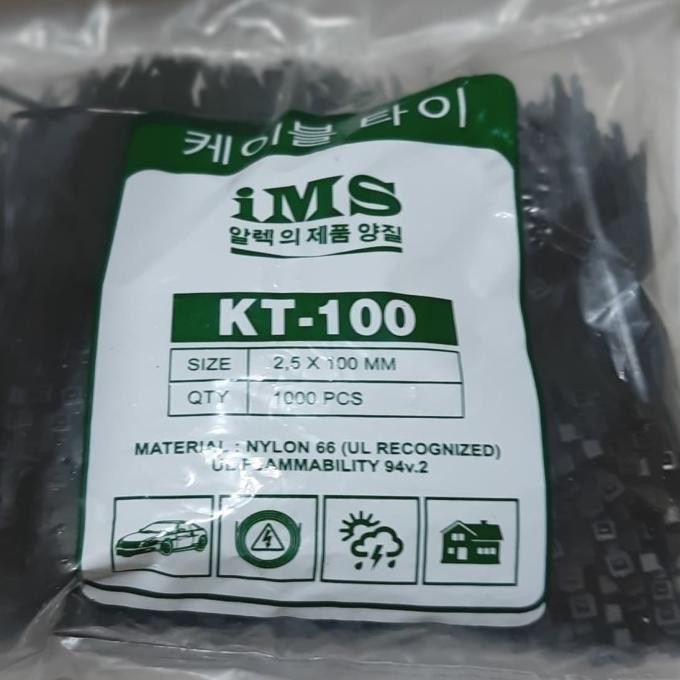 케이블 타이
iMS
알렉의 제품 양질
KT-100
SIZE 2,5 X 100 MM
QTY 1000 PCS
MATERIAL : NYLON 66 (UL RECOGNIZED)
UL FLAMMABILITY 94v.2